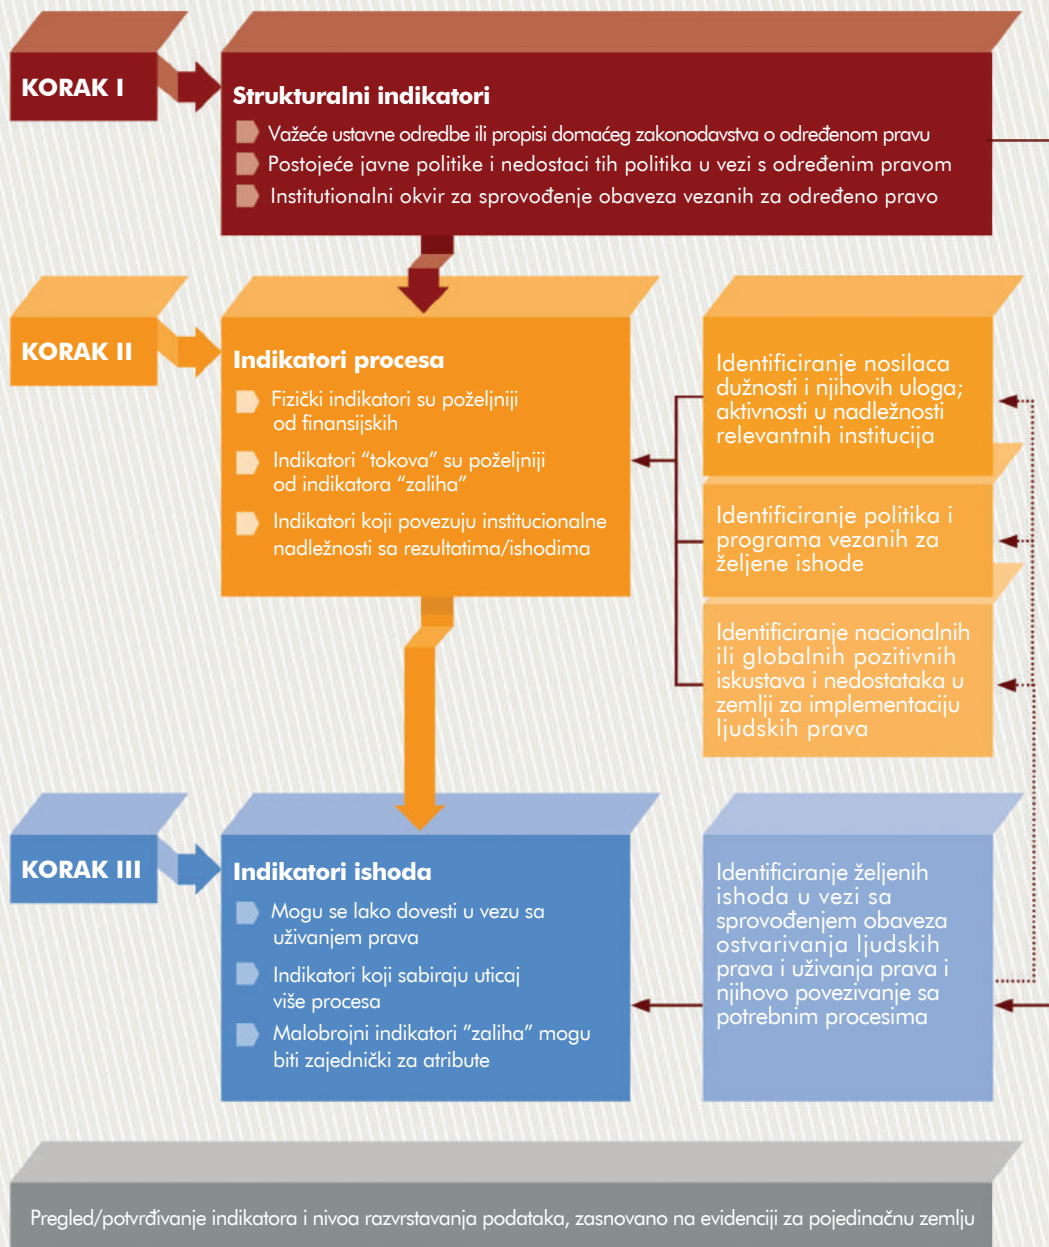 KORAK I
Strukturalni indikatori
Važeće ustavne odredbe ili propisi domaćeg zakonodavstva o određenom pravu
Postojeće javne politike i nedostaci tih politika u vezi s određenim pravom
Institutionalni okvir za sprovođenje obaveza vezanih za određeno pravo
KORAK II
Indikatori procesa
Fizički indikatori su poželjniji
od finansijskih
Indikatori “tokova” su poželjniji
od indikatora “zaliha”
Indikatori koji povezuju institucionalne
nadležnosti sa rezultatima/ishodima
Identificiranje nosilaca
dužnosti i njihovih uloga;
aktivnosti u nadležnosti
relevantnih institucija
Identificiranje politika i
programa vezanih za
željene ishode
Identificiranje nacionalnih
ili globalnih pozitivnih
iskustava i nedostataka u
zemlji za implementaciju
ljudskih prava
KORAK III
Indikatori ishoda
Mogu se lako dovesti u vezu sa
uživanjem prava
Indikatori koji sabiraju uticaj
više procesa
Malobrojni indikatori “zaliha” mogu
biti zajednički za atribute
Identificiranje željenih
ishoda u vezi sa
sprovođenjem obaveza
ostvarivanja ljudskih
prava i uživanja prava i
njihovo povezivanje sa
potrebnim procesima
Pregled/potvrđivanje indikatora i nivoa razvrstavanja podataka, zasnovano na evidenciji za pojedinačnu zemlju